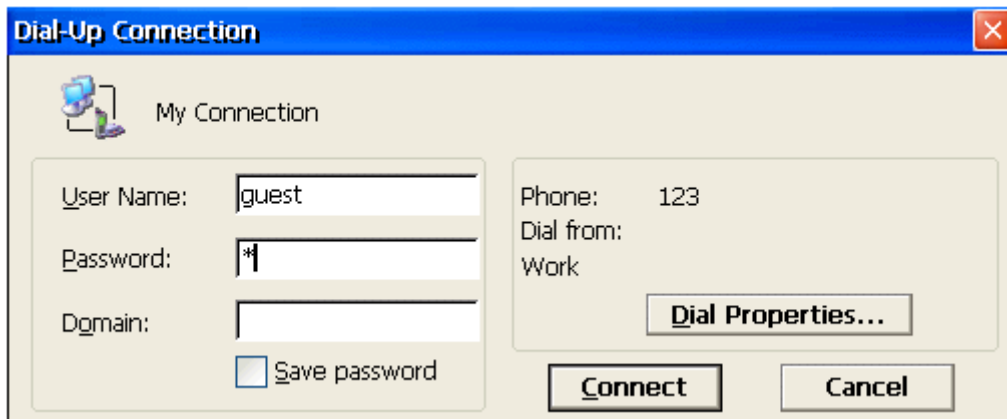 Dial-Up Connection
My Connection
User Name: guest
Password: *
Domain:
Save password
Phone: 123
Dial from:
Work
Dial Properties...
Connect Cancel